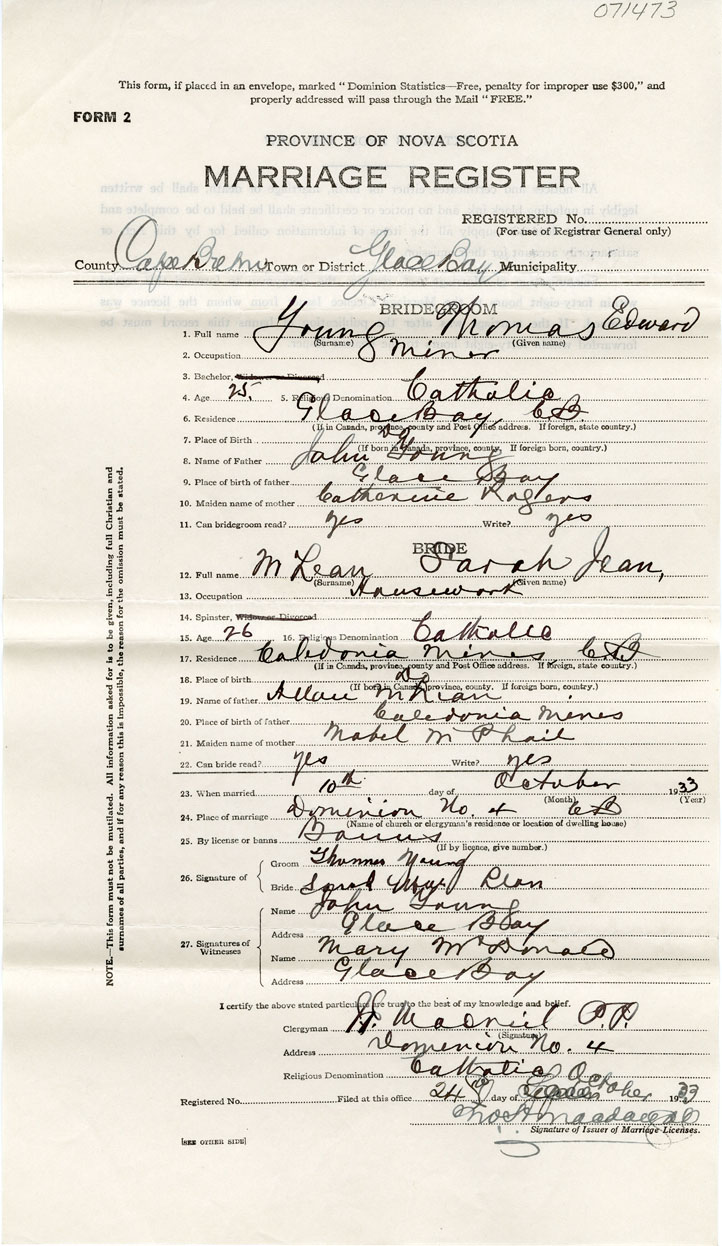 071473
This form, if placed in an envelope, marked "Dominion Statistics—Free, penalty for improper use $300," and
properly addressed will pass through the Mail "FREE."
FORM 2
PROVINCE OF NOVA SCOTIA
MARRIAGE REGISTER
REGISTERED No.
(For use of Registrar General only)
County Cape Breton Town or District Glace Bay Municipality
BRIDEGROOM
1. Full name Young Thomas Edward
(Surname) (Given name)
2. Occupation Miner
3. Bachelor, Widower or Divorced
4. Age 25. 5. Religious Denomination Catholic
6. Residence Glace Bay C.B.
(If in Canada, province, county and Post Office address. If foreign, state country.)
7. Place of Birth Do
(If born in Canada, province, county. If foreign born, country.)
8. Name of Father John Young
9. Place of birth of father Glace Bay
10. Maiden name of mother Catherine Rogers
11. Can bridegroom read? yes Write? yes
BRIDE
12. Full name McLean Sarah Jean,
(Surname) (Given name)
13. Occupation Housework
14. Spinster, Widow or Divorced
15. Age 26 16. Religious Denomination Catholic
17. Residence Caledonia Mines, C.B
(If in Canada, province, county and Post Office address. If foreign, state country.)
18. Place of birth Do
(If born in Canada, province, county. If foreign born, country.)
19. Name of father Allan McLean
20. Place of birth of father Caledonia Mines
21. Maiden name of mother Mabel McPhail
22. Can bride read? yes Write? yes
23. When married 10th day of October 1933
(Month) (Year)
24. Place of marriage Dominion No. 4 C.B
(Name of church or clergyman's residence or location of dwelling house)
25. By license or banns Banns
(If by licence, give number.)
26. Signature of
Groom Thomas Young
Bride Lean
27. Signatures of Witnesses
Name John Young
Address Glace Bay
Name Mary McDonald
Address Glace Bay
I certify the above stated particulars are true to the best of my knowledge and belief.
Clergyman H. MacNeil P.P.
(Signature)
Address Dominion No. 4
Religious Denomination Catholic
Registered No. Filed at this office 24 day of October 1933
Signature of Issuer of Marriage Licenses.
[SEE OTHER SIDE]
NOTE.—This form must not be mutilated. All information asked for is to be given, including full Christian and
surnames of all parties, and if for any reason this is impossible, the reason for the omission must be stated.